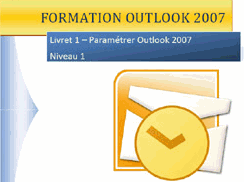 FORMATION OUTLOOK 2007
Livret 1 – Paramétrer Outlook 2007
Niveau 1